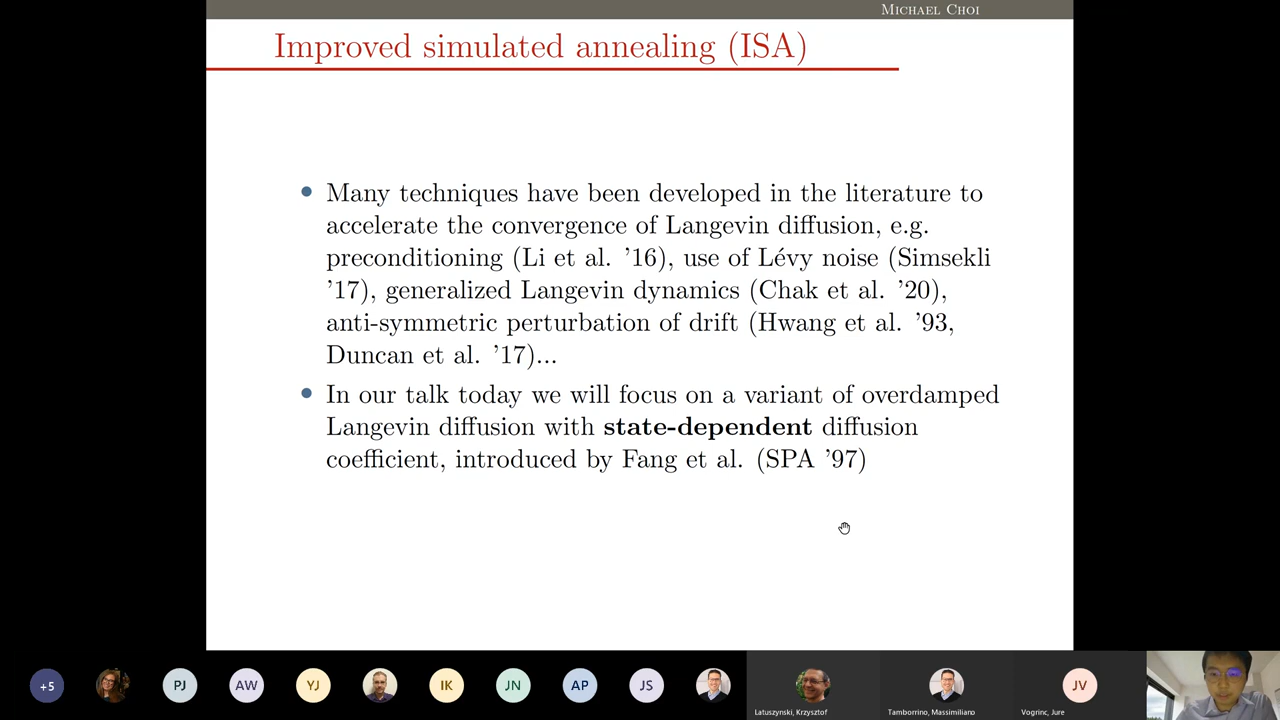 MICHAEL CHOI
Improved simulated annealing (ISA)
• Many techniques have been developed in the literature to
accelerate the convergence of Langevin diffusion, e.g.
preconditioning (Li et al. ’16), use of Lévy noise (Simsekli
’17), generalized Langevin dynamics (Chak et al. ’20),
anti-symmetric perturbation of drift (Hwang et al. ’93,
Duncan et al. ’17)...
• In our talk today we will focus on a variant of overdamped
Langevin diffusion with state-dependent diffusion
coefficient, introduced by Fang et al. (SPA ’97)
+5 PJ AW YJ IK JN AP JS JV
Latuszynski, Krzysztof Tamborrino, Massimiliano Vogrinc, Jure